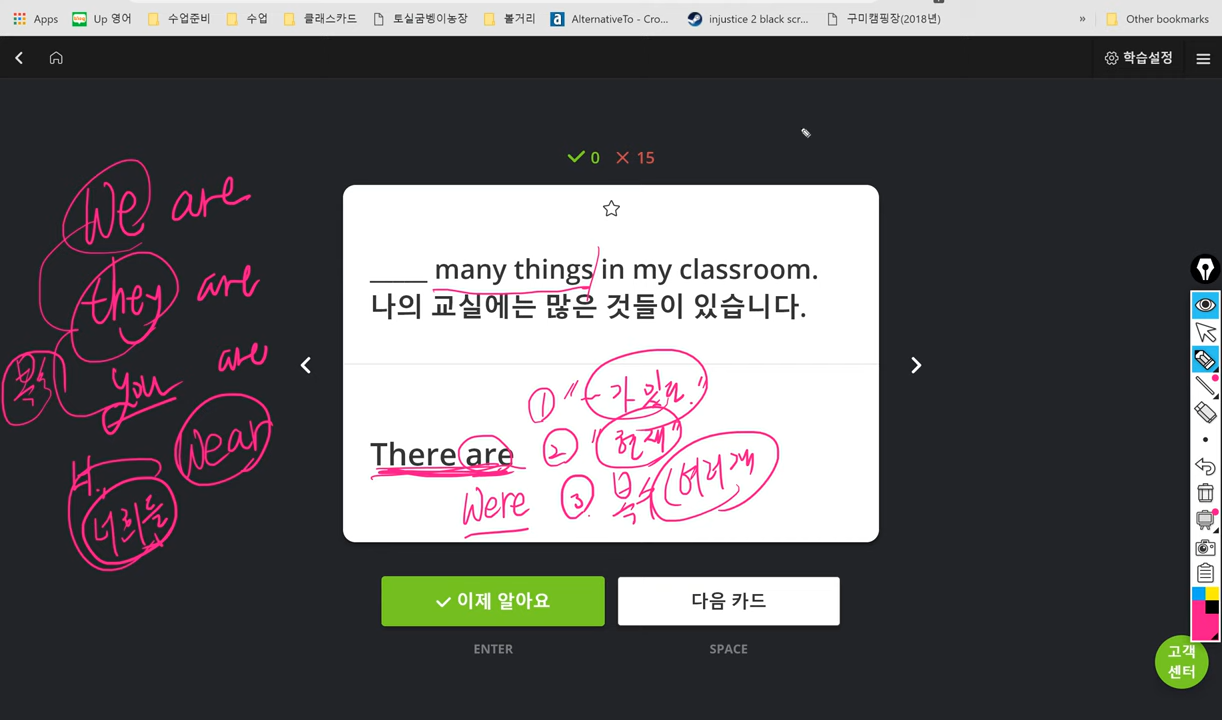 Apps Up 영어 수업준비 수업 클래스카드 토실굼벵이농장 볼거리 AlternativeTo - Cro... injustice 2 black scr... 구미캠핑장(2018년) » Other bookmarks
학습설정
0 15
____ many things in my classroom.
나의 교실에는 많은 것들이 있습니다.
We are
they are
you are
복수
wear
너
너희들
① "~가 있다."
There are ② "현재"
were ③ 복수 (여러개
이제 알아요
다음 카드
ENTER
SPACE
고객
센터